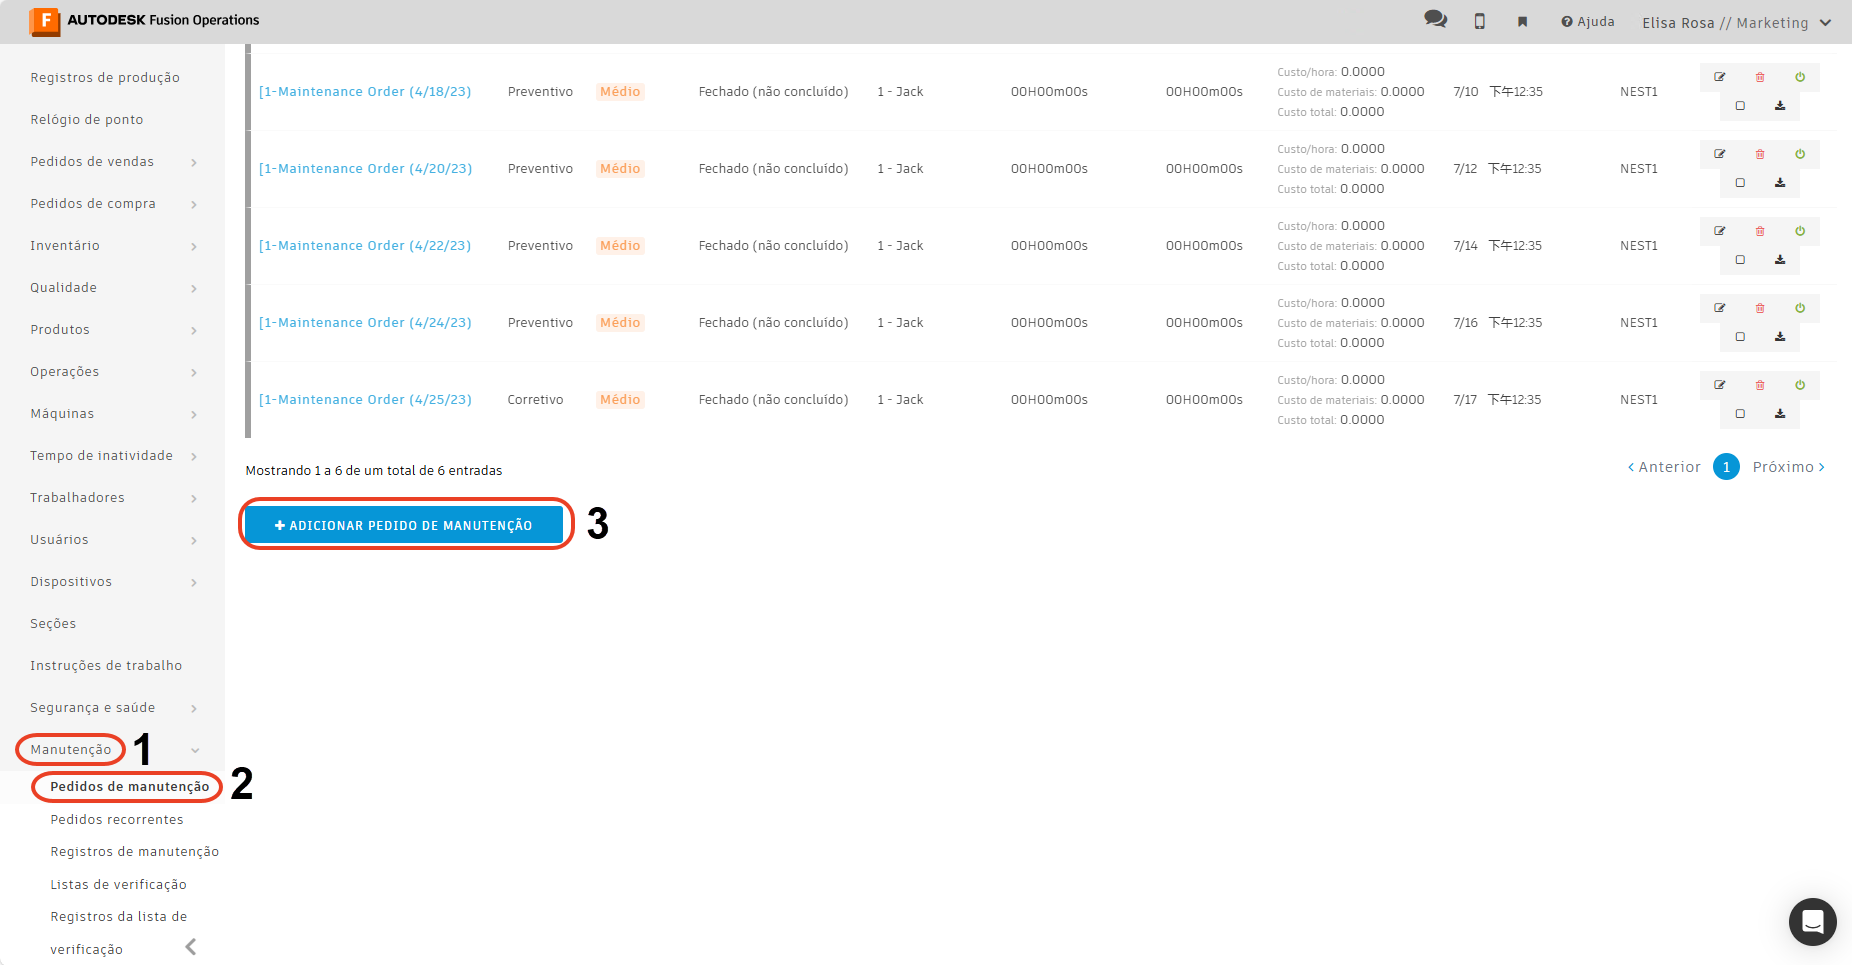 AUTODESK Fusion Operations
Ajuda
Elisa Rosa // Marketing
Registros de produção
Relógio de ponto
Pedidos de vendas
Pedidos de compra
Inventário
Qualidade
Produtos
Operações
Máquinas
Tempo de inatividade
Trabalhadores
Usuários
Dispositivos
Seções
Instruções de trabalho
Segurança e saúde
Manutenção 1
Pedidos de manutenção 2
Pedidos recorrentes
Registros de manutenção
Listas de verificação
Registros da lista de
verificação
Custo/hora: 0.0000
[1-Maintenance Order (4/18/23) Preventivo Médio Fechado (não concluído) 1 - Jack 00H00m00s 00H00m00s Custo de materiais: 0.0000 7/10 下午12:35 NEST1
Custo total: 0.0000
Custo/hora: 0.0000
[1-Maintenance Order (4/20/23) Preventivo Médio Fechado (não concluído) 1 - Jack 00H00m00s 00H00m00s Custo de materiais: 0.0000 7/12 下午12:35 NEST1
Custo total: 0.0000
Custo/hora: 0.0000
[1-Maintenance Order (4/22/23) Preventivo Médio Fechado (não concluído) 1 - Jack 00H00m00s 00H00m00s Custo de materiais: 0.0000 7/14 下午12:35 NEST1
Custo total: 0.0000
Custo/hora: 0.0000
[1-Maintenance Order (4/24/23) Preventivo Médio Fechado (não concluído) 1 - Jack 00H00m00s 00H00m00s Custo de materiais: 0.0000 7/16 下午12:35 NEST1
Custo total: 0.0000
Custo/hora: 0.0000
[1-Maintenance Order (4/25/23) Corretivo Médio Fechado (não concluído) 1 - Jack 00H00m00s 00H00m00s Custo de materiais: 0.0000 7/17 下午12:35 NEST1
Custo total: 0.0000
Mostrando 1 a 6 de um total de 6 entradas
Anterior 1 Próximo
ADICIONAR PEDIDO DE MANUTENÇÃO 3